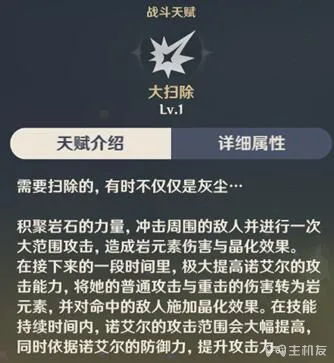 战斗天赋
大扫除
Lv.1
天赋介绍
详细属性
需要扫除的，有时不仅仅是灰尘…
积聚岩石的力量，冲击周围的敌人并进行一次
大范围攻击，造成岩元素伤害与晶化效果。
在接下来的一段时间里，极大提高诺艾尔的攻
击能力，将她的普通攻击与重击的伤害转为岩
元素，并对命中的敌人施加晶化效果。在技能
持续时间内，诺艾尔的攻击范围会大幅提高，
同时依据诺艾尔的防御力，提升攻击力。
手机友